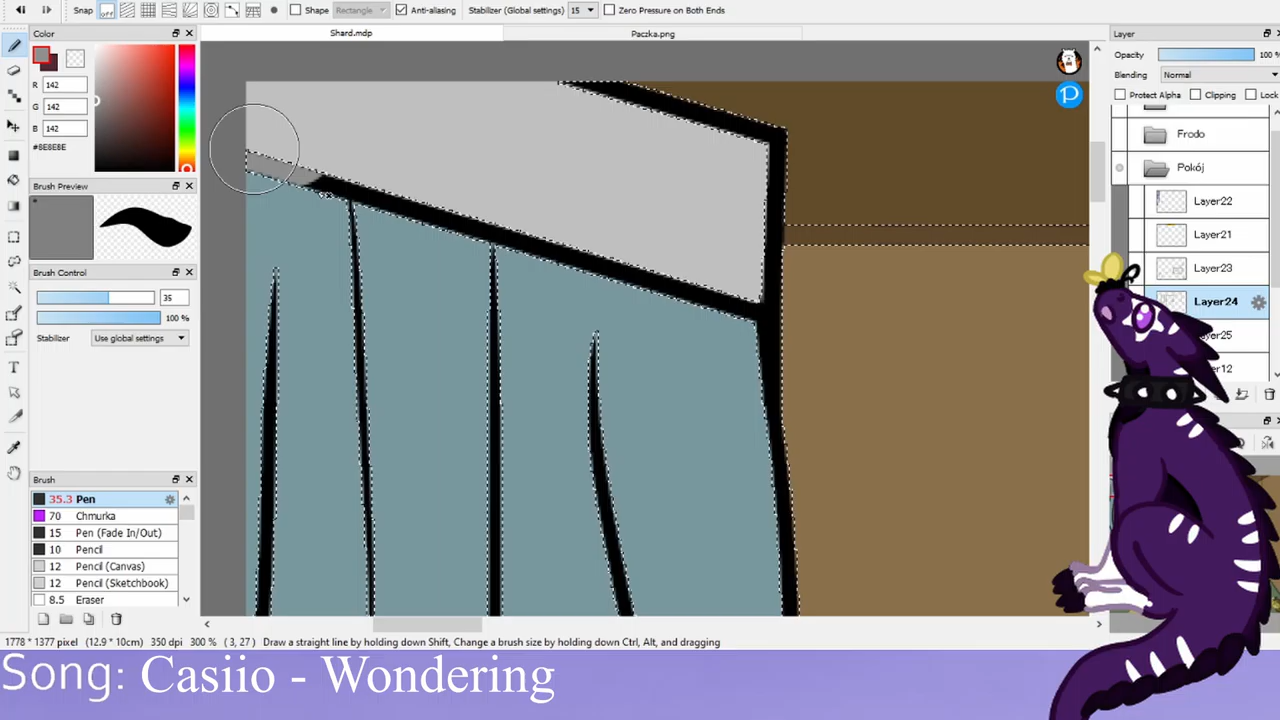 Snap
off
Shape
Rectangle
Anti-aliasing
Stabilizer (Global settings)
15
Zero Pressure on Both Ends
Color
Shard.mdp
Paczka.png
Layer
Opacity
100 %
Blending
Normal
Protect Alpha
Clipping
Lock
R
142
G
142
B
142
#8E8E8E
Frodo
Pokój
Brush Preview
Layer22
Layer21
Layer23
Layer24
Brush Control
35
100 %
Stabilizer
Use global settings
Brush
35.3 Pen
70 Chmurka
15 Pen (Fade In/Out)
10 Pencil
12 Pencil (Canvas)
12 Pencil (Sketchbook)
8.5 Eraser
1778 * 1377 pixel (12.9 * 10cm) 350 dpi 300 % ( 3, 27) Draw a straight line by holding down Shift, Change a brush size by holding down Ctrl, Alt, and dragging
Song: Casiio - Wondering